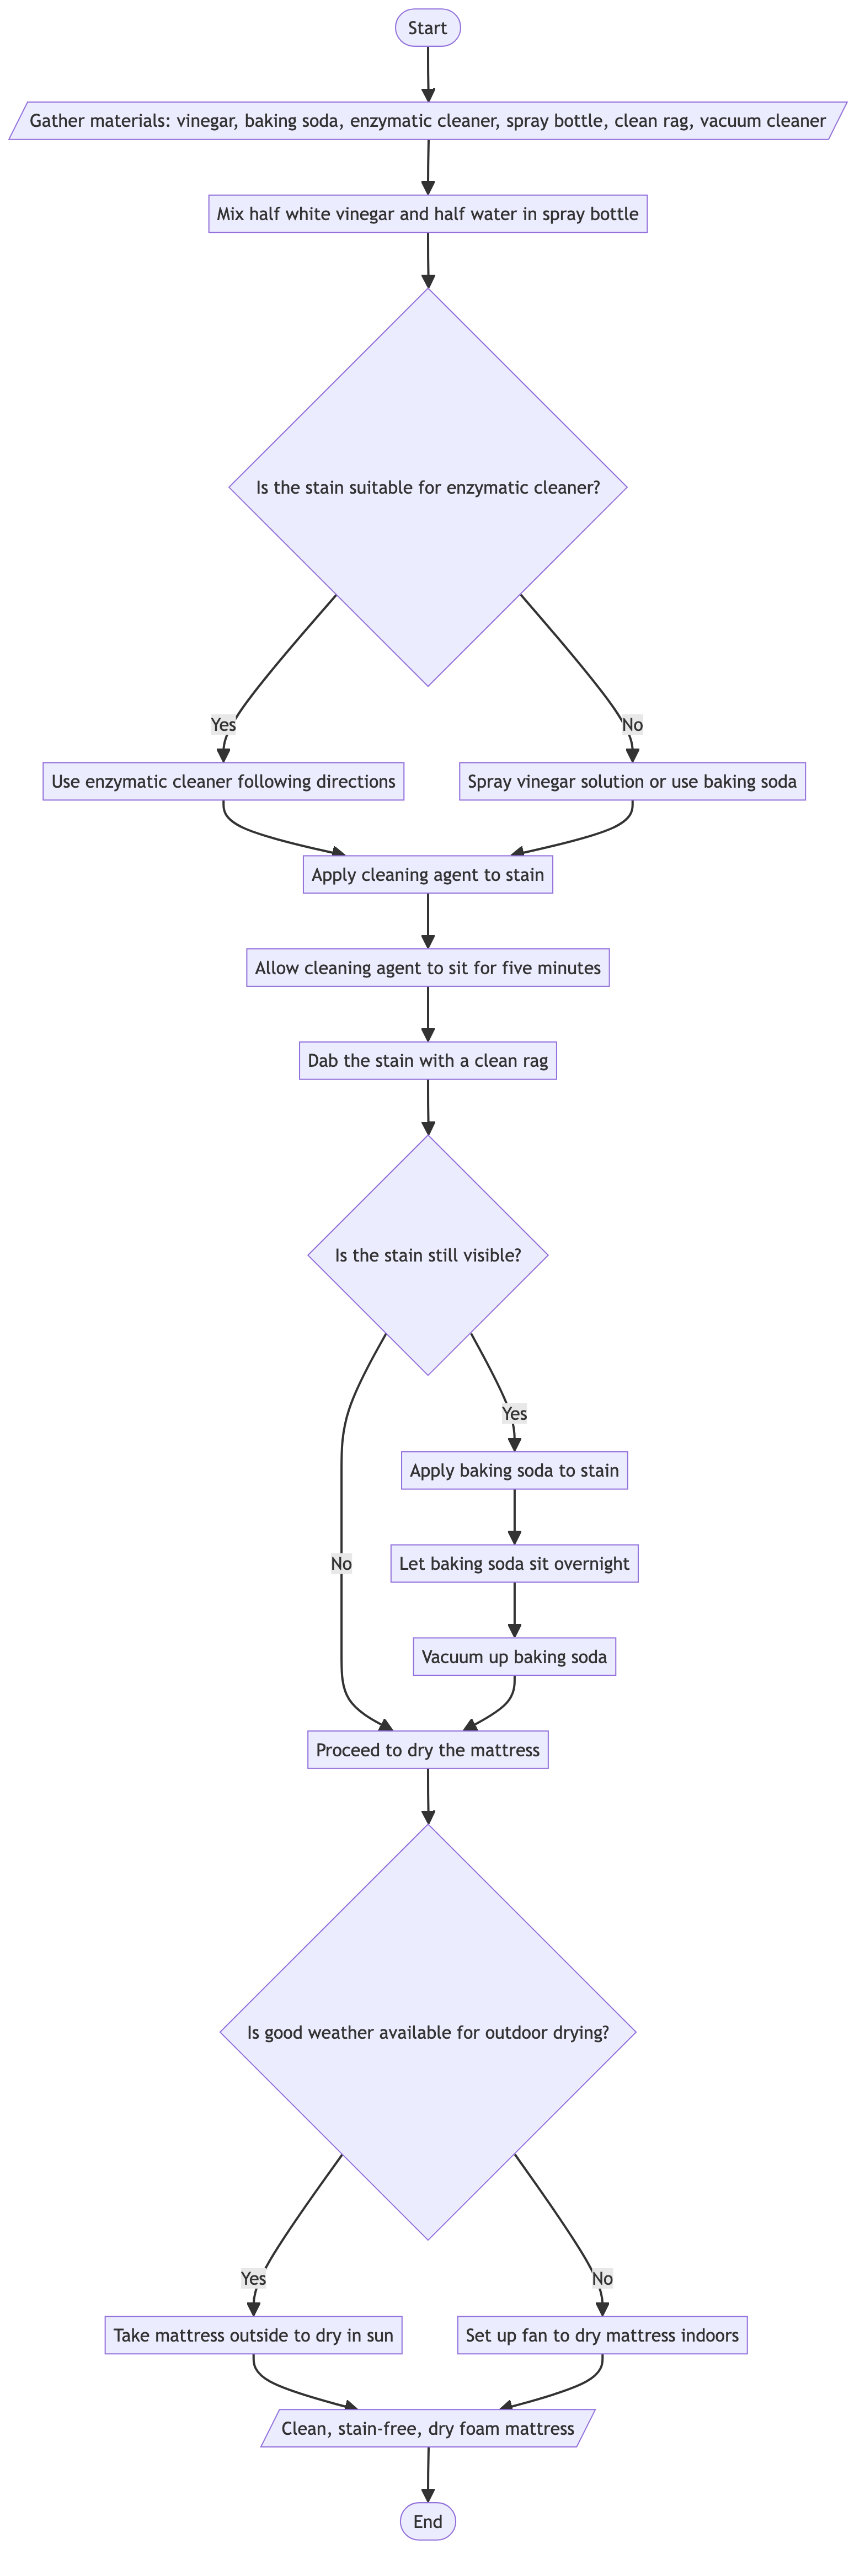 Start
Gather materials: vinegar, baking soda, enzymatic cleaner, spray bottle, clean rag, vacuum cleaner
Mix half white vinegar and half water in spray bottle
Is the stain suitable for enzymatic cleaner?
Yes
No
Use enzymatic cleaner following directions
Spray vinegar solution or use baking soda
Apply cleaning agent to stain
Allow cleaning agent to sit for five minutes
Dab the stain with a clean rag
Is the stain still visible?
Yes
Apply baking soda to stain
No
Let baking soda sit overnight
Vacuum up baking soda
Proceed to dry the mattress
Is good weather available for outdoor drying?
Yes
No
Take mattress outside to dry in sun
Set up fan to dry mattress indoors
Clean, stain-free, dry foam mattress
End